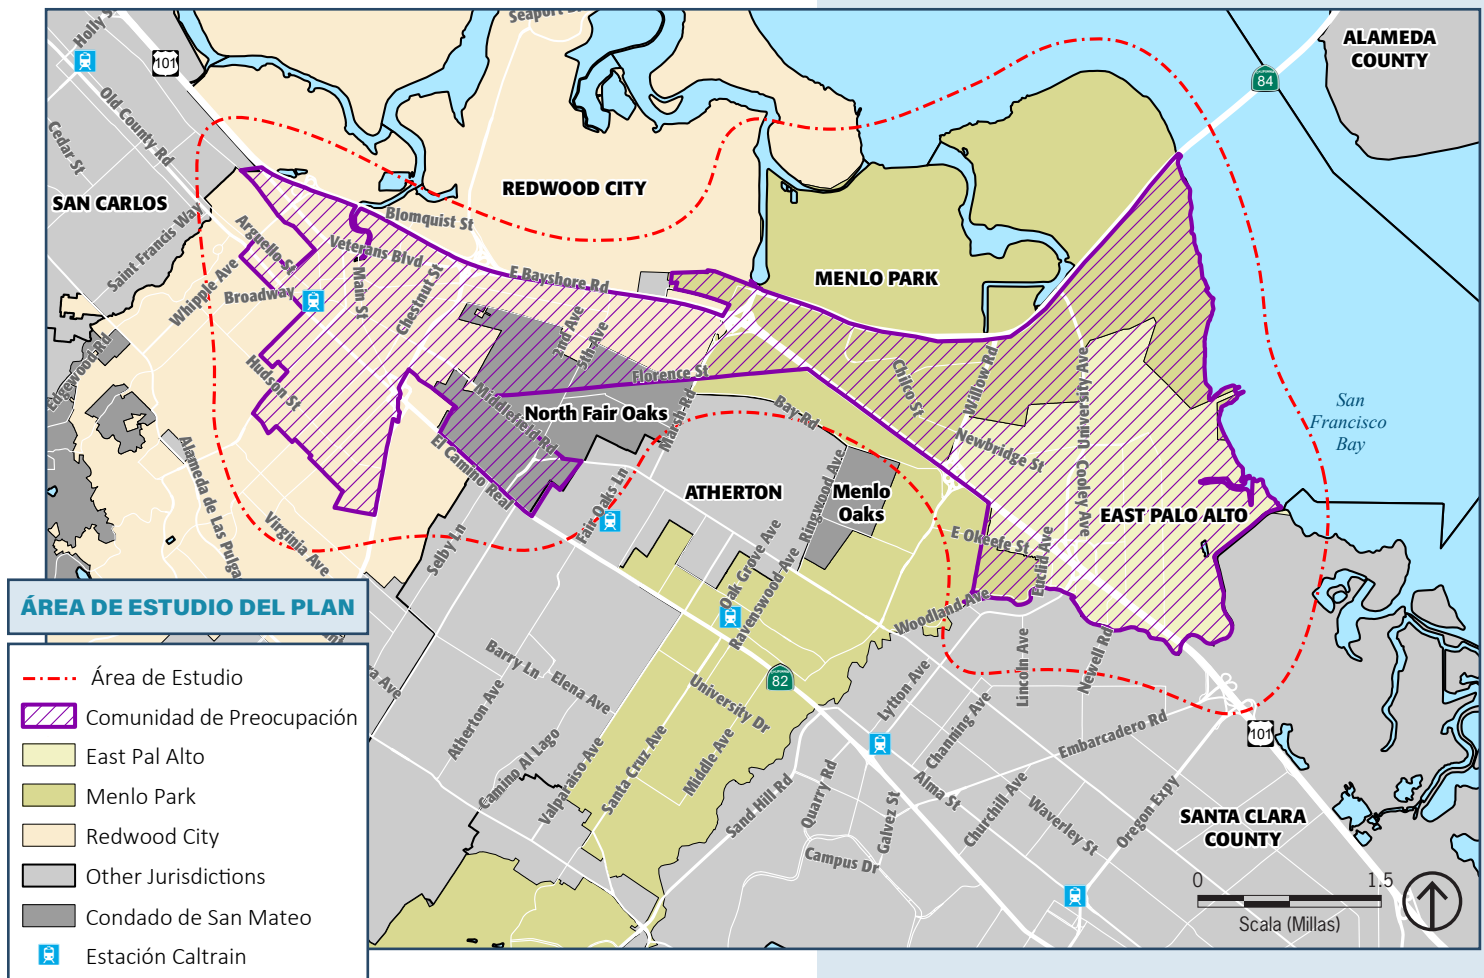 Holly St
Seaport Bl
101
84
ALAMEDA
COUNTY
Old County Rd
Cedar St
SAN CARLOS
REDWOOD CITY
Saint Francis Way
Blomquist St
Arguello St
Veterans Blvd
Whipple Ave
Broadway
Main St
Chestnut St
E Bayshore Rd
MENLO PARK
2nd Ave
5th Ave
Edgewood Rd
Hudson St
Florence St
Chilco St
Willow Rd
University Ave
San
Francisco
Bay
Middlefield Rd
North Fair Oaks
Marsh Rd
Bay Rd
Newbridge St
Alameda de Las Pulga
El Camino Real
Fair Oaks Ln
ATHERTON
Ringwood Ave
Menlo
Oaks
Cooley Ave
EAST PALO ALTO
Virginia Ave
Selby Ln
E Okeefe St
Euclid Ave
Oak Grove Ave
Ravenswood Ave
Woodland Ave
ÁREA DE ESTUDIO DEL PLAN
Barry Ln
Elena Ave
Atherton Ave
University Dr
82
Lytton Ave
Lincoln Ave
Newell Rd
Camino Al Lago
Valparaiso Ave
Santa Cruz Ave
Middle Ave
Channing Ave
Embarcadero Rd
101
Sand Hill Rd
Quarry Rd
Galvez St
Alma St
Churchill Ave
Waverley St
Oregon Expy
Campus Dr
SANTA CLARA
COUNTY
Área de Estudio
Comunidad de Preocupación
East Pal Alto
Menlo Park
Redwood City
Other Jurisdictions
Condado de San Mateo
Estación Caltrain
0 1.5
Scala (Millas)